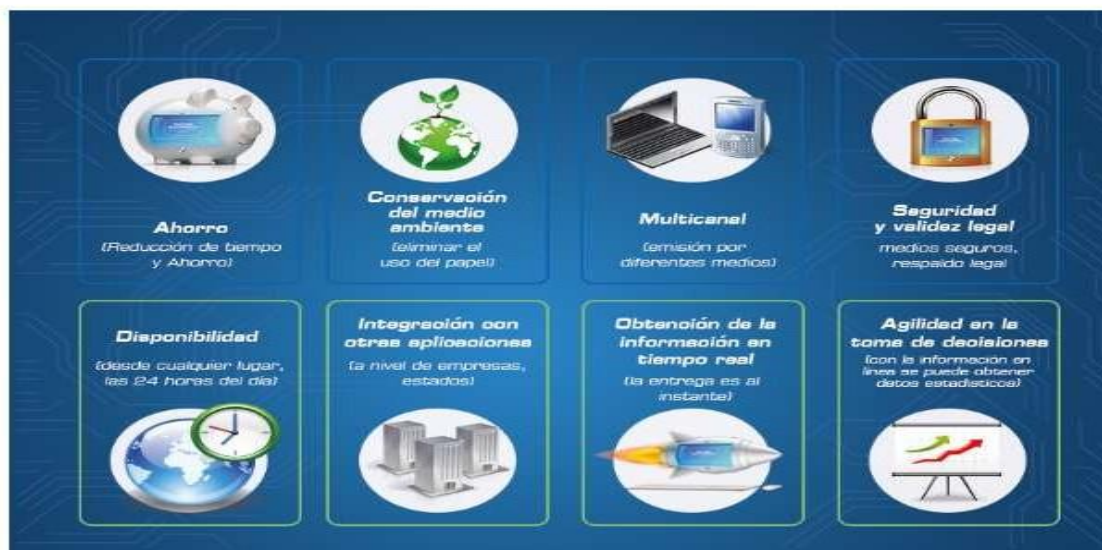 Ahorro
(Reducción de tiempo
y Ahorro)
Conservación
del medio
ambiente
(eliminar el
uso del papel)
Multicanal
(emisión por
diferentes medios)
Seguridad
y validez legal
medios seguros,
respaldo legal
Disponibilidad
(desde cualquier lugar,
las 24 horas del día)
Integración con
otras aplicaciones
(a nivel de empresas,
estados)
Obtención de la
información en
tiempo real
(la entrega es al
instante)
Agilidad en la
toma de decisiones
(con la información en
línea se puede obtener
datos estadísticos)